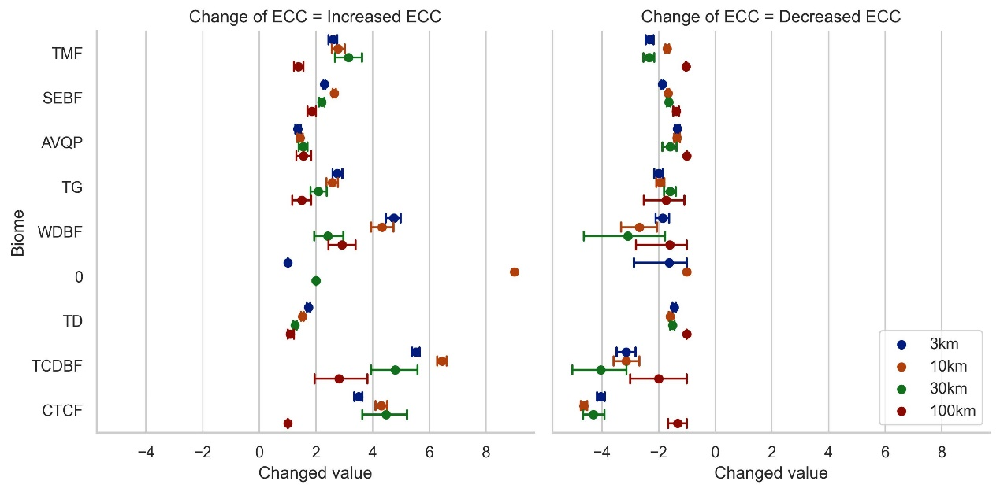 Change of ECC = Increased ECC
Change of ECC = Decreased ECC
Biome
TMF
SEBF
AVQP
TG
WDBF
0
TD
TCDBF
CTCF
3km
10km
30km
100km
−4 −2 0 2 4 6 8
−4 −2 0 2 4 6 8
Changed value
Changed value